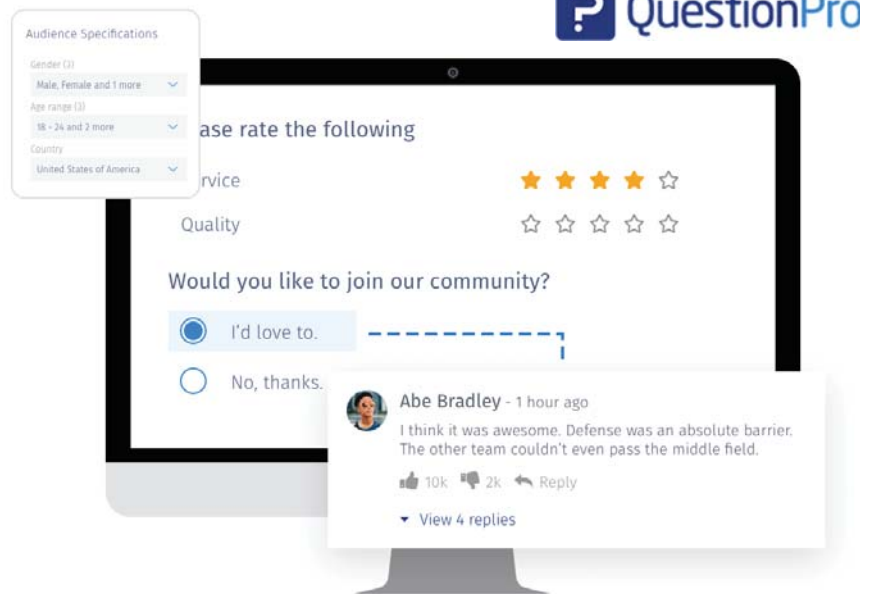 QuestionPro
Audience Specifications
Gender (3)
Male, Female and 1 more
Age range (3)
18 - 24 and 2 more
Country
United States of America
ase rate the following
rvice
Quality
Would you like to join our community?
I'd love to.
No, thanks.
Abe Bradley - 1 hour ago
I think it was awesome. Defense was an absolute barrier.
The other team couldn't even pass the middle field.
10k 2k Reply
View 4 replies